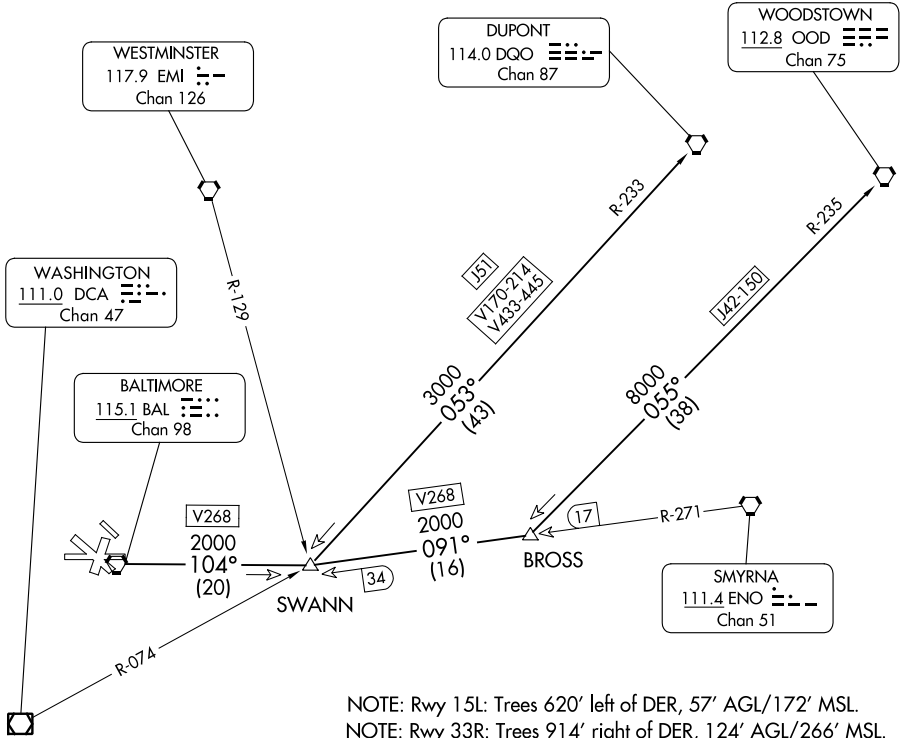 WESTMINSTER
117.9 EMI
Chan 126
DUPONT
114.0 DQO
Chan 87
WOODSTOWN
112.8 OOD
Chan 75
WASHINGTON
111.0 DCA
Chan 47
BALTIMORE
115.1 BAL
Chan 98
R-129
R-233
R-235
J51
V170-214
V433-445
J42-150
3000
053°
(43)
8000
055°
(38)
V268
2000
104°
(20)
V268
2000
091°
(16)
SWANN
34
BROSS
17
R-271
SMYRNA
111.4 ENO
Chan 51
R-074
NOTE: Rwy 15L: Trees 620' left of DER, 57' AGL/172' MSL.
NOTE: Rwy 33R: Trees 914' right of DER, 124' AGL/266' MSL.